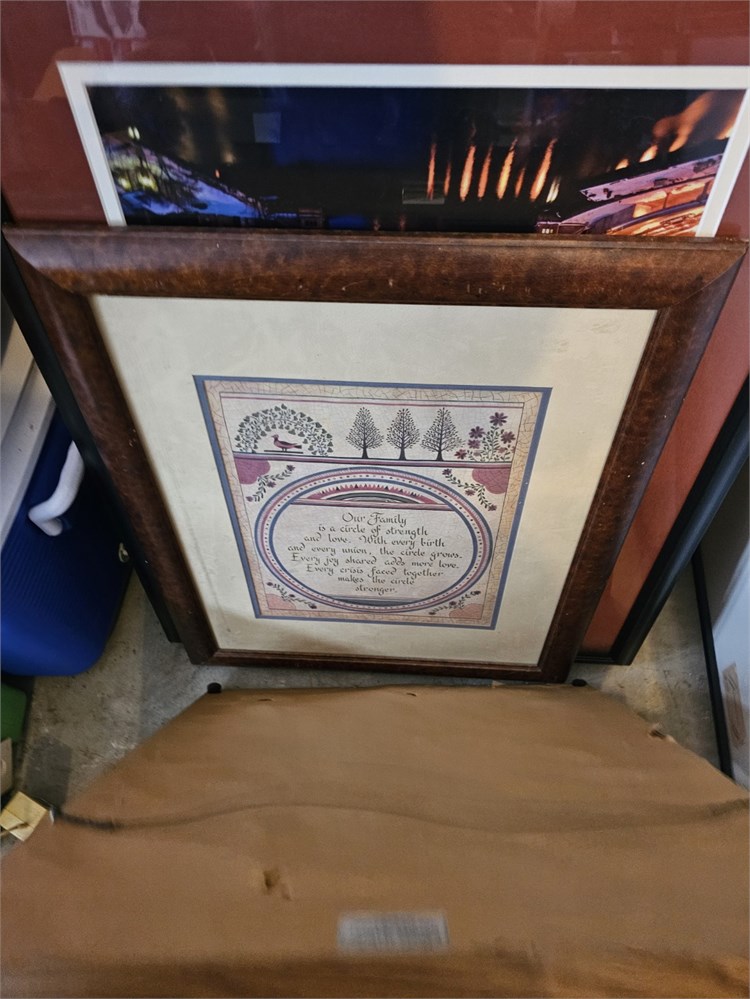 Our Family
is a circle of strength
and love. With every birth
and every union, the circle grows.
Every joy shared adds more love.
Every crisis faced together
makes the circle
stronger.